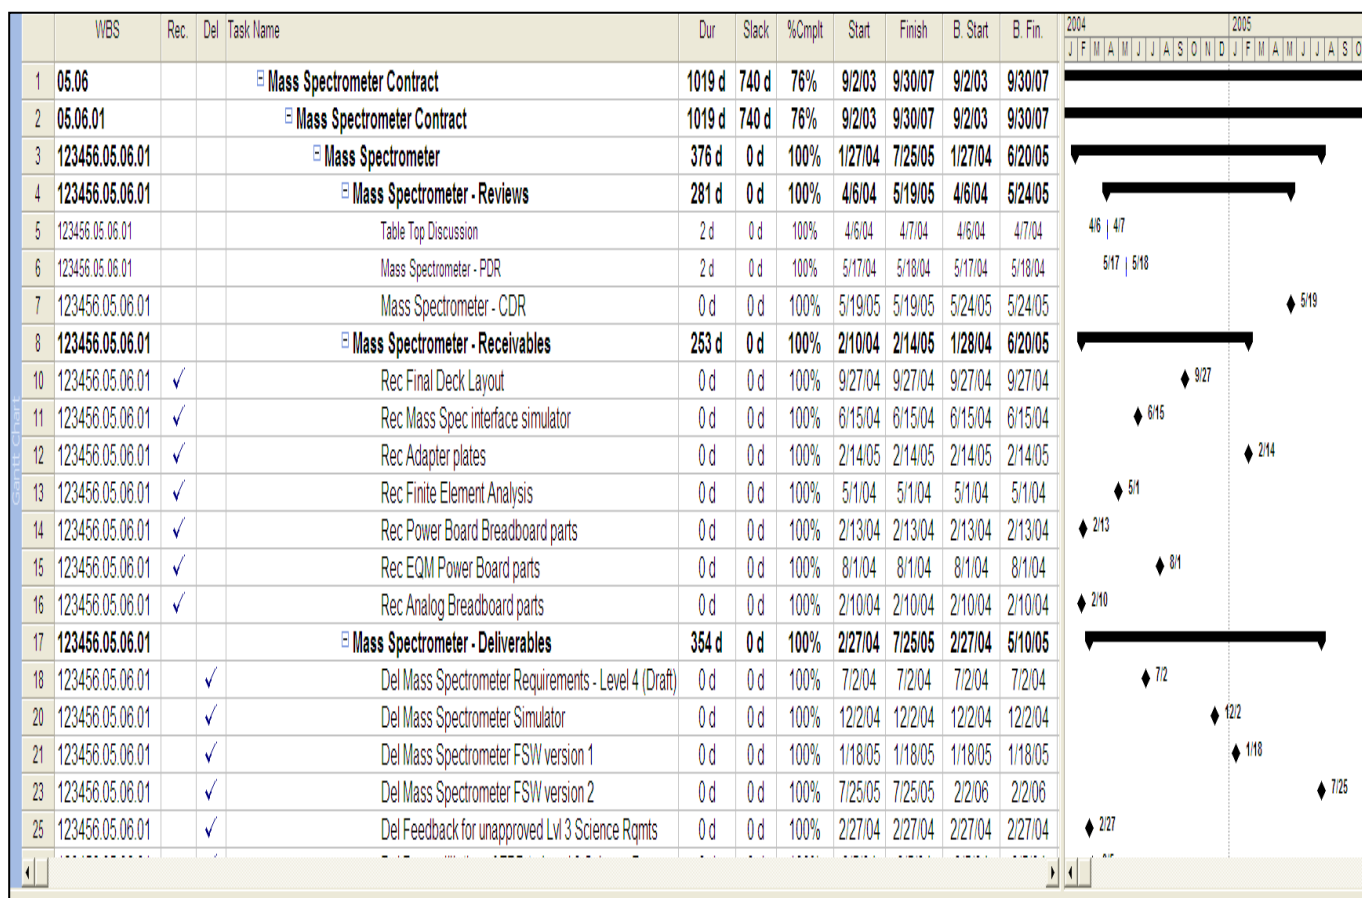 WBS Rec. Del Task Name Dur Slack %Cmplt Start Finish B. Start B. Fin. 2004 2005
J F M A M J J A S O N D J F M A M J J A S O
1 05.06 Mass Spectrometer Contract 1019 d 740 d 76% 9/2/03 9/30/07 9/2/03 9/30/07
2 05.06.01 Mass Spectrometer Contract 1019 d 740 d 76% 9/2/03 9/30/07 9/2/03 9/30/07
3 123456.05.06.01 Mass Spectrometer 376 d 0 d 100% 1/27/04 7/25/05 1/27/04 6/20/05
4 123456.05.06.01 Mass Spectrometer - Reviews 281 d 0 d 100% 4/6/04 5/19/05 4/6/04 5/24/05
5 123456.05.06.01 Table Top Discussion 2 d 0 d 100% 4/6/04 4/7/04 4/6/04 4/7/04 4/6 4/7
6 123456.05.06.01 Mass Spectrometer - PDR 2 d 0 d 100% 5/17/04 5/18/04 5/17/04 5/18/04 5/17 5/18
7 123456.05.06.01 Mass Spectrometer - CDR 0 d 0 d 100% 5/19/05 5/19/05 5/24/05 5/24/05 5/19
8 123456.05.06.01 Mass Spectrometer - Receivables 253 d 0 d 100% 2/10/04 2/14/05 1/28/04 6/20/05
10 123456.05.06.01 ✓ Rec Final Deck Layout 0 d 0 d 100% 9/27/04 9/27/04 9/27/04 9/27/04 9/27
11 123456.05.06.01 ✓ Rec Mass Spec interface simulator 0 d 0 d 100% 6/15/04 6/15/04 6/15/04 6/15/04 6/15
12 123456.05.06.01 ✓ Rec Adapter plates 0 d 0 d 100% 2/14/05 2/14/05 2/14/05 2/14/05 2/14
13 123456.05.06.01 ✓ Rec Finite Element Analysis 0 d 0 d 100% 5/1/04 5/1/04 5/1/04 5/1/04 5/1
14 123456.05.06.01 ✓ Rec Power Board Breadboard parts 0 d 0 d 100% 2/13/04 2/13/04 2/13/04 2/13/04 2/13
15 123456.05.06.01 ✓ Rec EQM Power Board parts 0 d 0 d 100% 8/1/04 8/1/04 8/1/04 8/1/04 8/1
16 123456.05.06.01 ✓ Rec Analog Breadboard parts 0 d 0 d 100% 2/10/04 2/10/04 2/10/04 2/10/04 2/10
17 123456.05.06.01 Mass Spectrometer - Deliverables 354 d 0 d 100% 2/27/04 7/25/05 2/27/04 5/10/05
18 123456.05.06.01 ✓ Del Mass Spectrometer Requirements - Level 4 (Draft) 0 d 0 d 100% 7/2/04 7/2/04 7/2/04 7/2/04 7/2
20 123456.05.06.01 ✓ Del Mass Spectrometer Simulator 0 d 0 d 100% 12/2/04 12/2/04 12/2/04 12/2/04 12/2
21 123456.05.06.01 ✓ Del Mass Spectrometer FSW version 1 0 d 0 d 100% 1/18/05 1/18/05 1/18/05 1/18/05 1/18
23 123456.05.06.01 ✓ Del Mass Spectrometer FSW version 2 0 d 0 d 100% 7/25/05 7/25/05 2/2/06 2/2/06 7/25
25 123456.05.06.01 ✓ Del Feedback for unapproved Lvl 3 Science Rqmts 0 d 0 d 100% 2/27/04 2/27/04 2/27/04 2/27/04 2/27
Gantt Chart